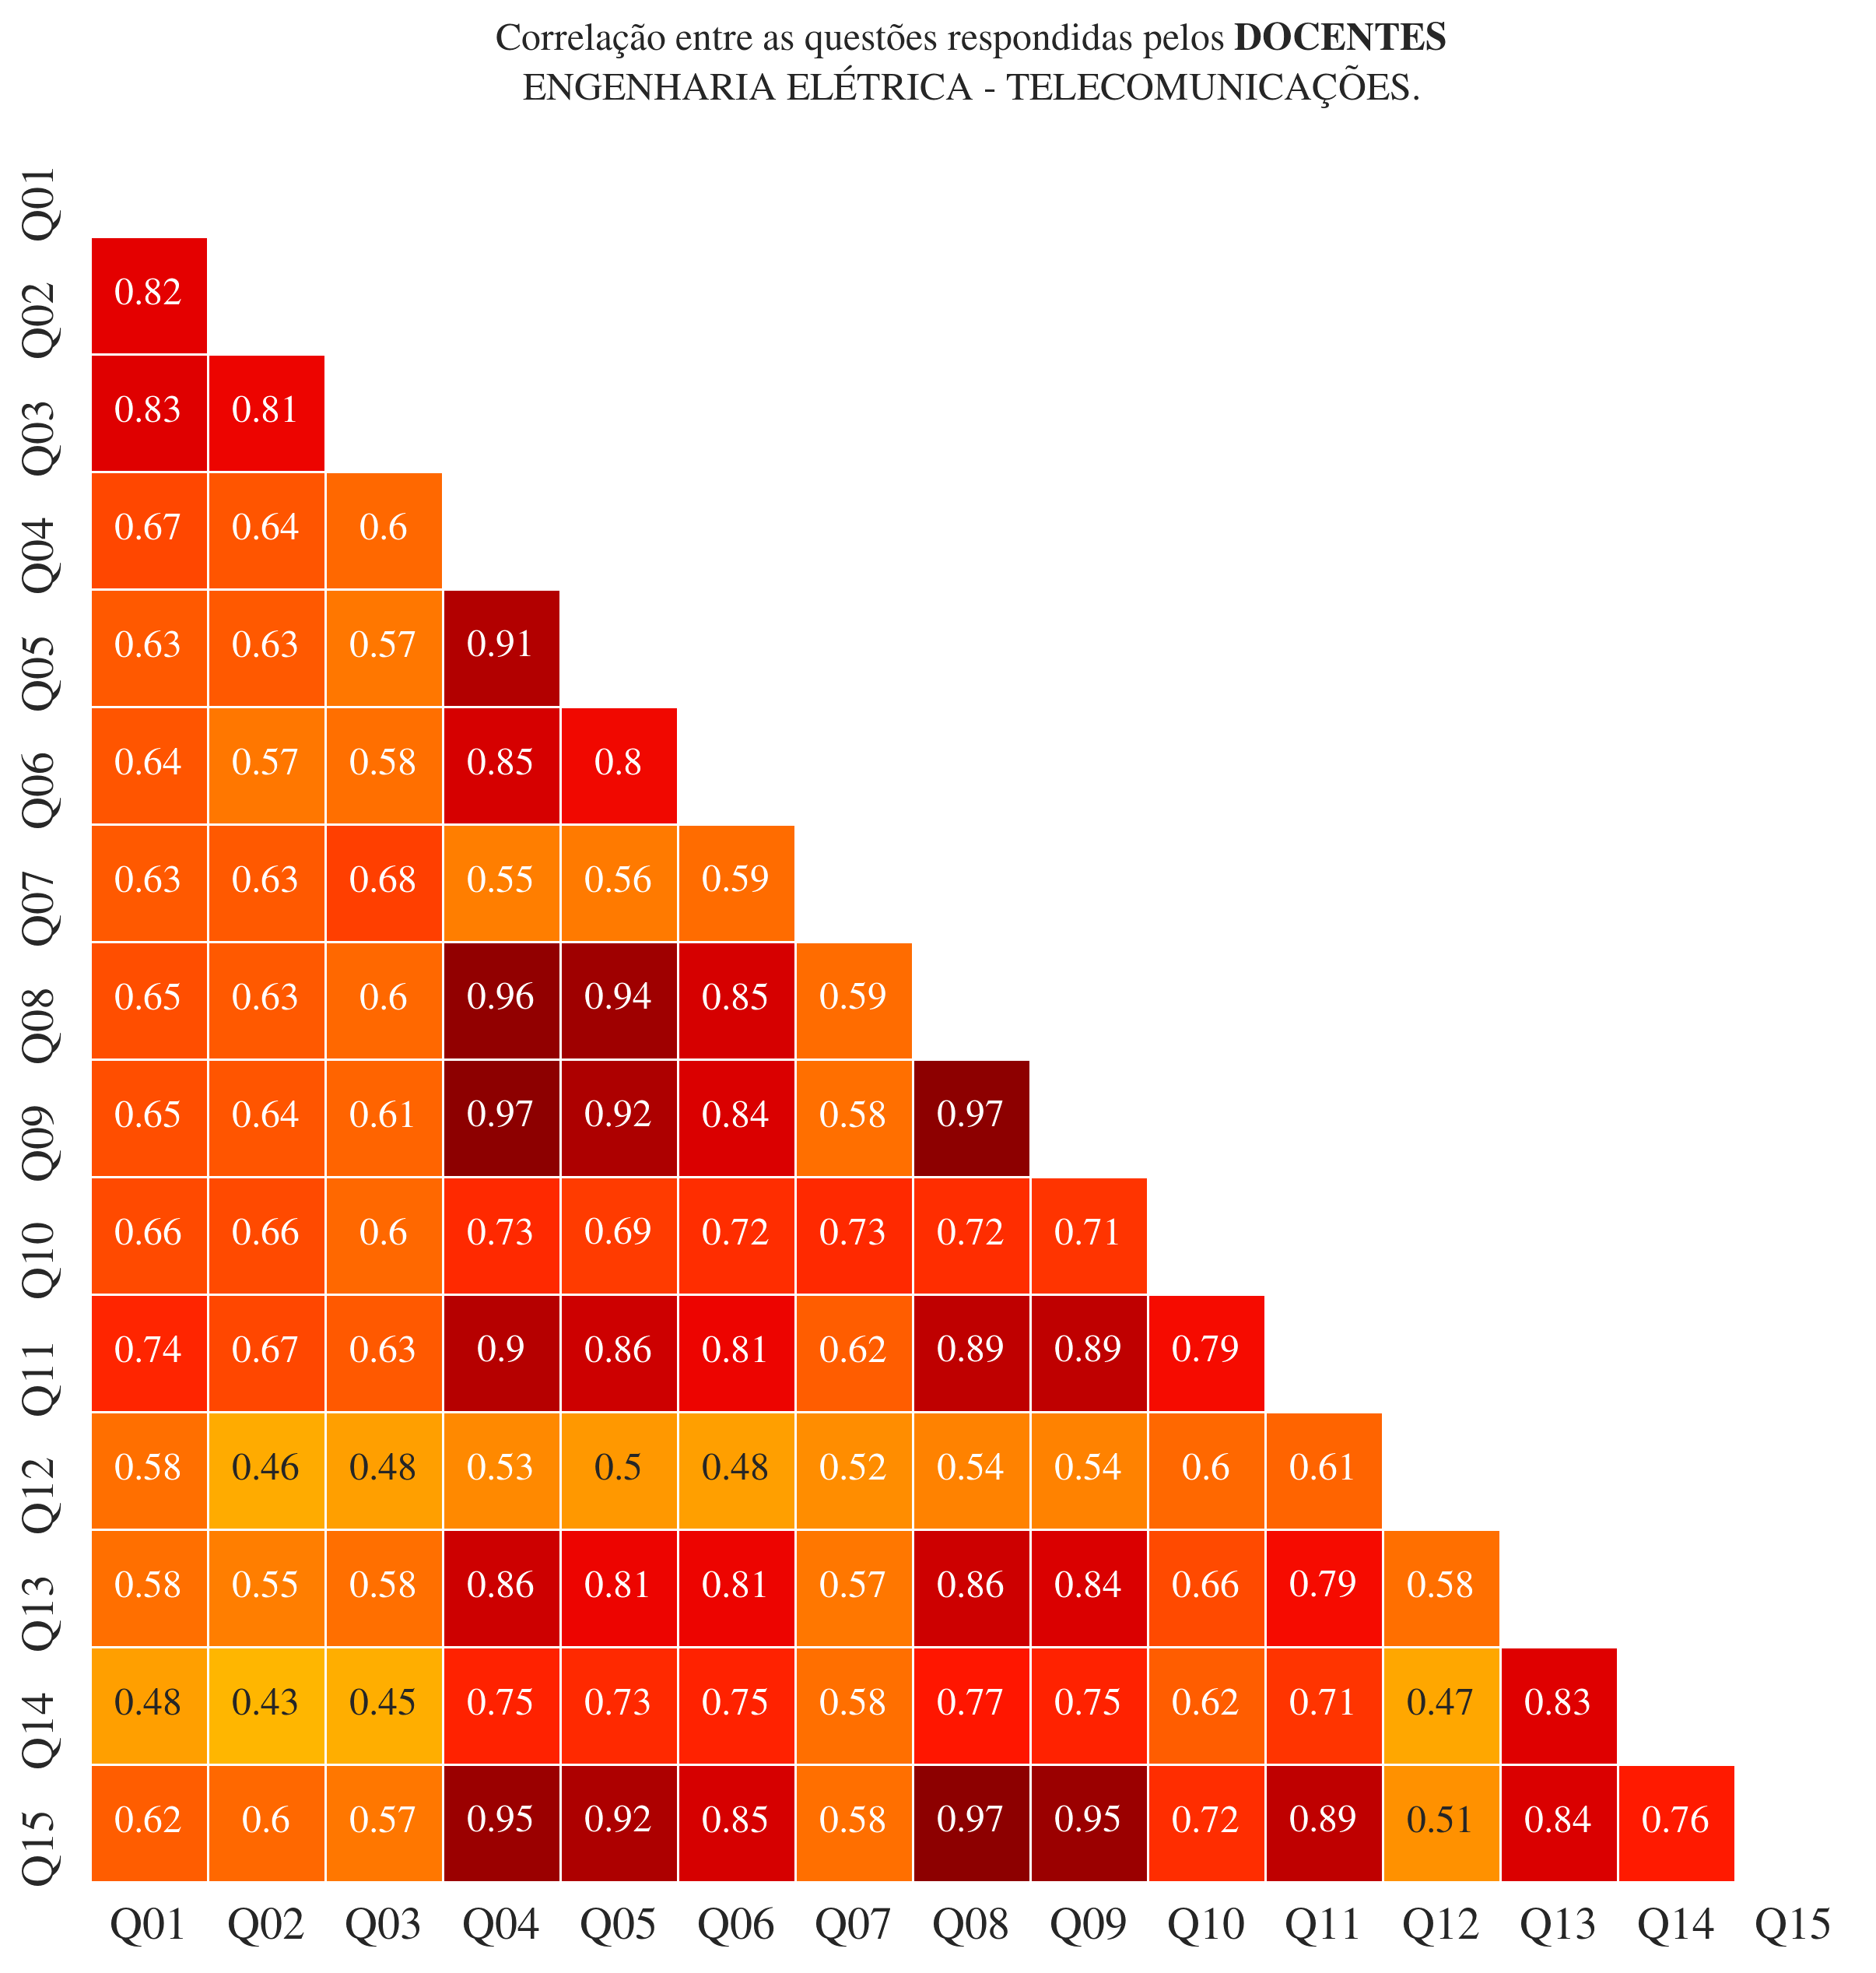 Correlação entre as questões respondidas pelos DOCENTES
ENGENHARIA ELÉTRICA - TELECOMUNICAÇÕES.
Q01
Q02 0.82
Q03 0.83 0.81
Q04 0.67 0.64 0.6
Q05 0.63 0.63 0.57 0.91
Q06 0.64 0.57 0.58 0.85 0.8
Q07 0.63 0.63 0.68 0.55 0.56 0.59
Q08 0.65 0.63 0.6 0.96 0.94 0.85 0.59
Q09 0.65 0.64 0.61 0.97 0.92 0.84 0.58 0.97
Q10 0.66 0.66 0.6 0.73 0.69 0.72 0.73 0.72 0.71
Q11 0.74 0.67 0.63 0.9 0.86 0.81 0.62 0.89 0.89 0.79
Q12 0.58 0.46 0.48 0.53 0.5 0.48 0.52 0.54 0.54 0.6 0.61
Q13 0.58 0.55 0.58 0.86 0.81 0.81 0.57 0.86 0.84 0.66 0.79 0.58
Q14 0.48 0.43 0.45 0.75 0.73 0.75 0.58 0.77 0.75 0.62 0.71 0.47 0.83
Q15 0.62 0.6 0.57 0.95 0.92 0.85 0.58 0.97 0.95 0.72 0.89 0.51 0.84 0.76
Q01 Q02 Q03 Q04 Q05 Q06 Q07 Q08 Q09 Q10 Q11 Q12 Q13 Q14 Q15